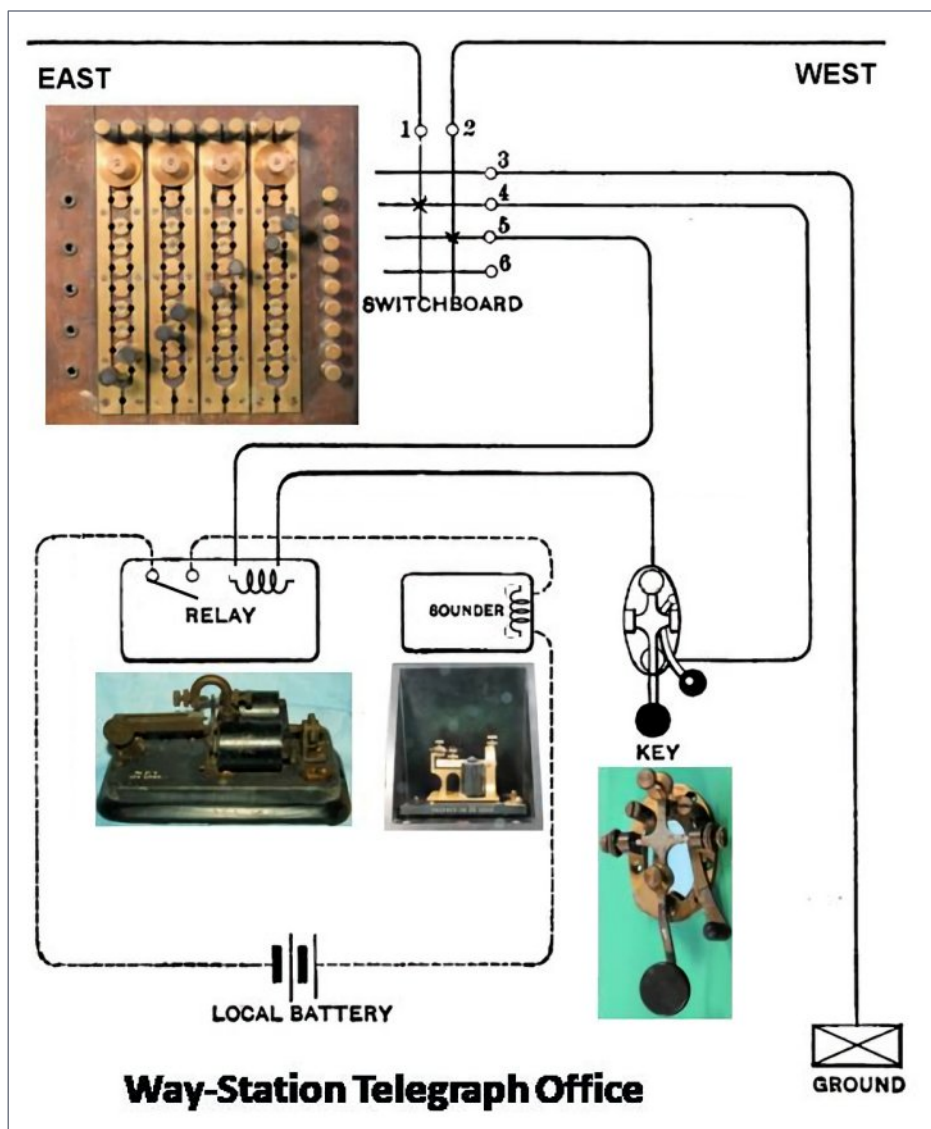 EAST
WEST
1
2
3
4
5
6
SWITCHBOARD
RELAY
SOUNDER
KEY
LOCAL BATTERY
GROUND
Way-Station Telegraph Office